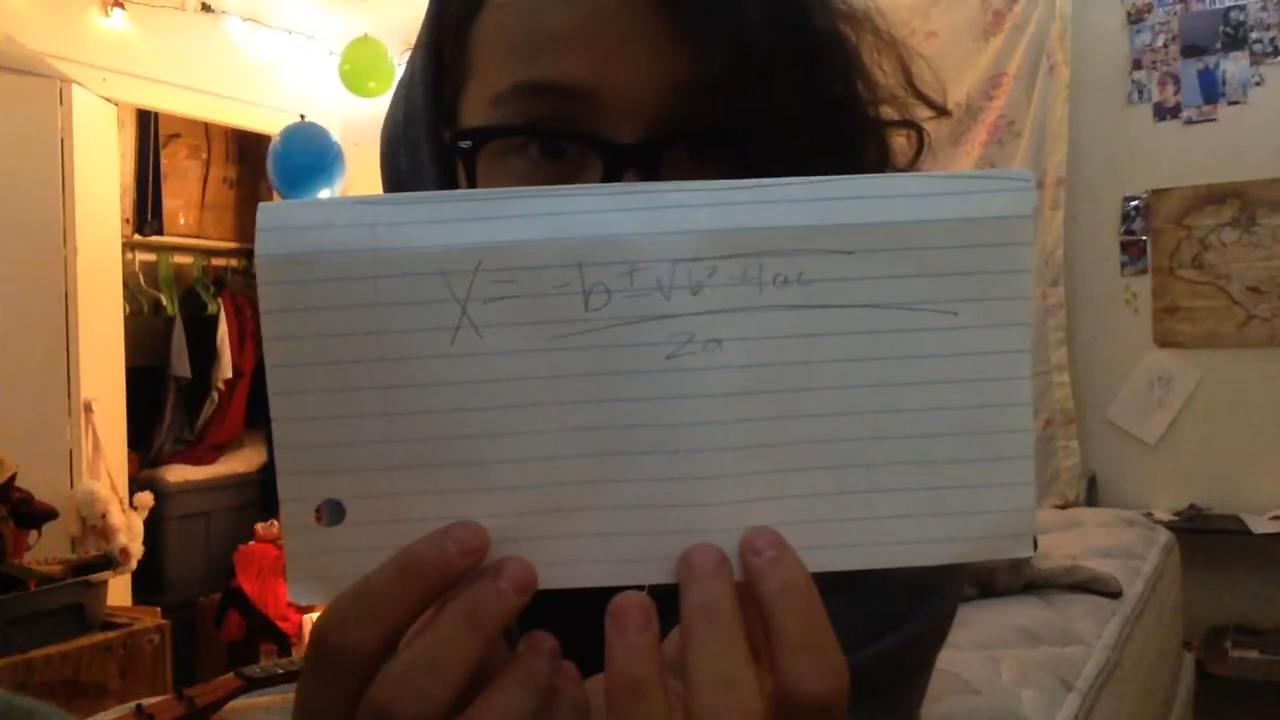 X = -b ± √b² - 4ac
2a